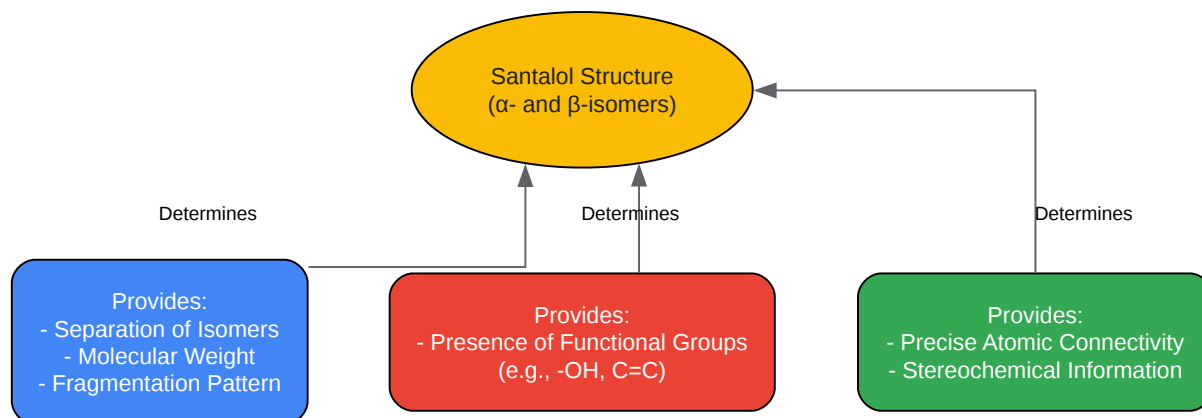 Santalol Structure
(α- and β-isomers)
Determines
Determines
Determines
Provides:
- Separation of Isomers
- Molecular Weight
- Fragmentation Pattern
Provides:
- Presence of Functional Groups
(e.g., -OH, C=C)
Provides:
- Precise Atomic Connectivity
- Stereochemical Information